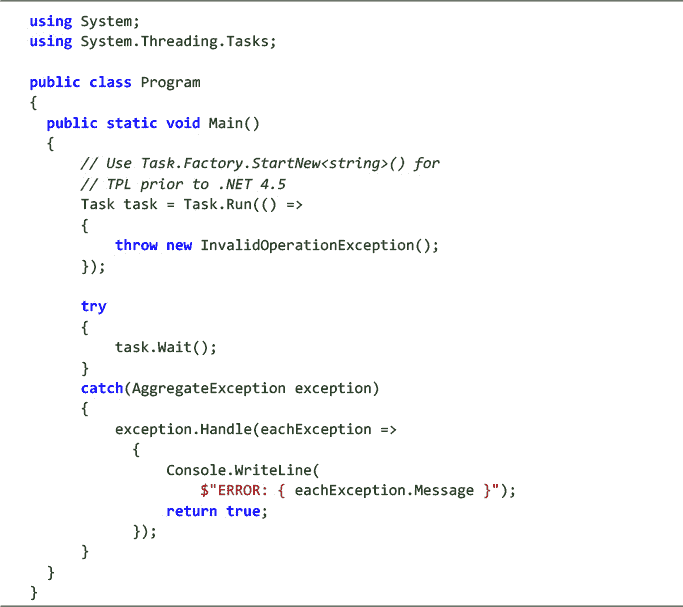 using System;
using System.Threading.Tasks;
public class Program
{
public static void Main()
{
// Use Task.Factory.StartNew<string>() for
// TPL prior to .NET 4.5
Task task = Task.Run(() =>
{
throw new InvalidOperationException();
});
try
{
task.Wait();
}
catch(AggregateException exception)
{
exception.Handle(eachException =>
{
Console.WriteLine(
$"ERROR: { eachException.Message }");
return true;
});
}
}
}